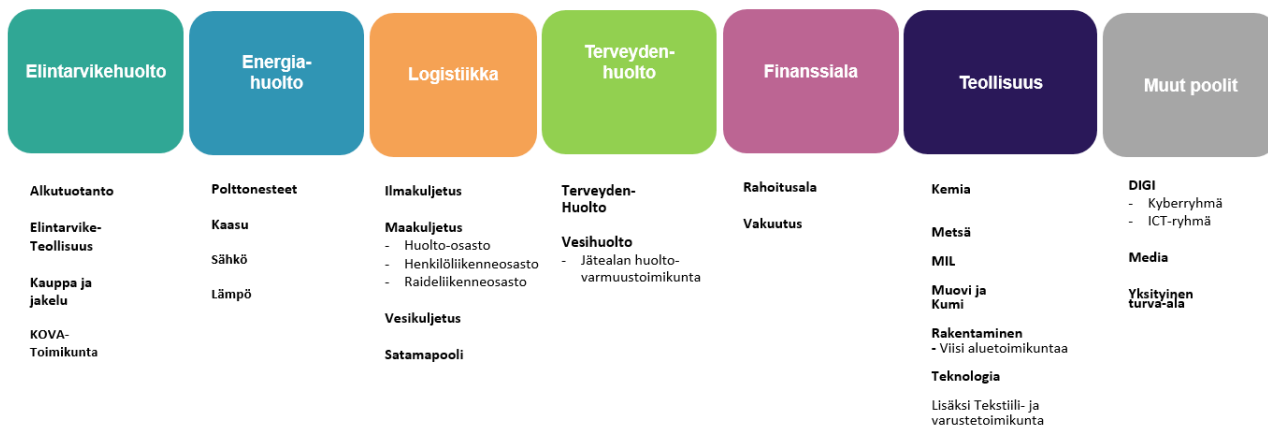 Elintarvikehuolto
Energia-
huolto
Logistiikka
Terveyden-
huolto
Finanssiala
Teollisuus
Muut poolit
Alkutuotanto
Elintarvike-
Teollisuus
Kauppa ja
jakelu
KOVA-
Toimikunta
Polttonesteet
Kaasu
Sähkö
Lämpö
Ilmakuljetus
Maakuljetus
- Huolto-osasto
- Henkilöliikenneosasto
- Raideliikenneosasto
Vesikuljetus
Satamapooli
Terveyden-
Huolto
Vesihuolto
- Jätealan huolto-
varmuustoimikunta
Rahoitusala
Vakuutus
Kemia
Metsä
MIL
Muovi ja
Kumi
Rakentaminen
- Viisi aluetoimikuntaa
Teknologia
Lisäksi Tekstiili- ja
varustetoimikunta
DIGI
- Kyberryhmä
- ICT-ryhmä
Media
Yksityinen
turva-ala